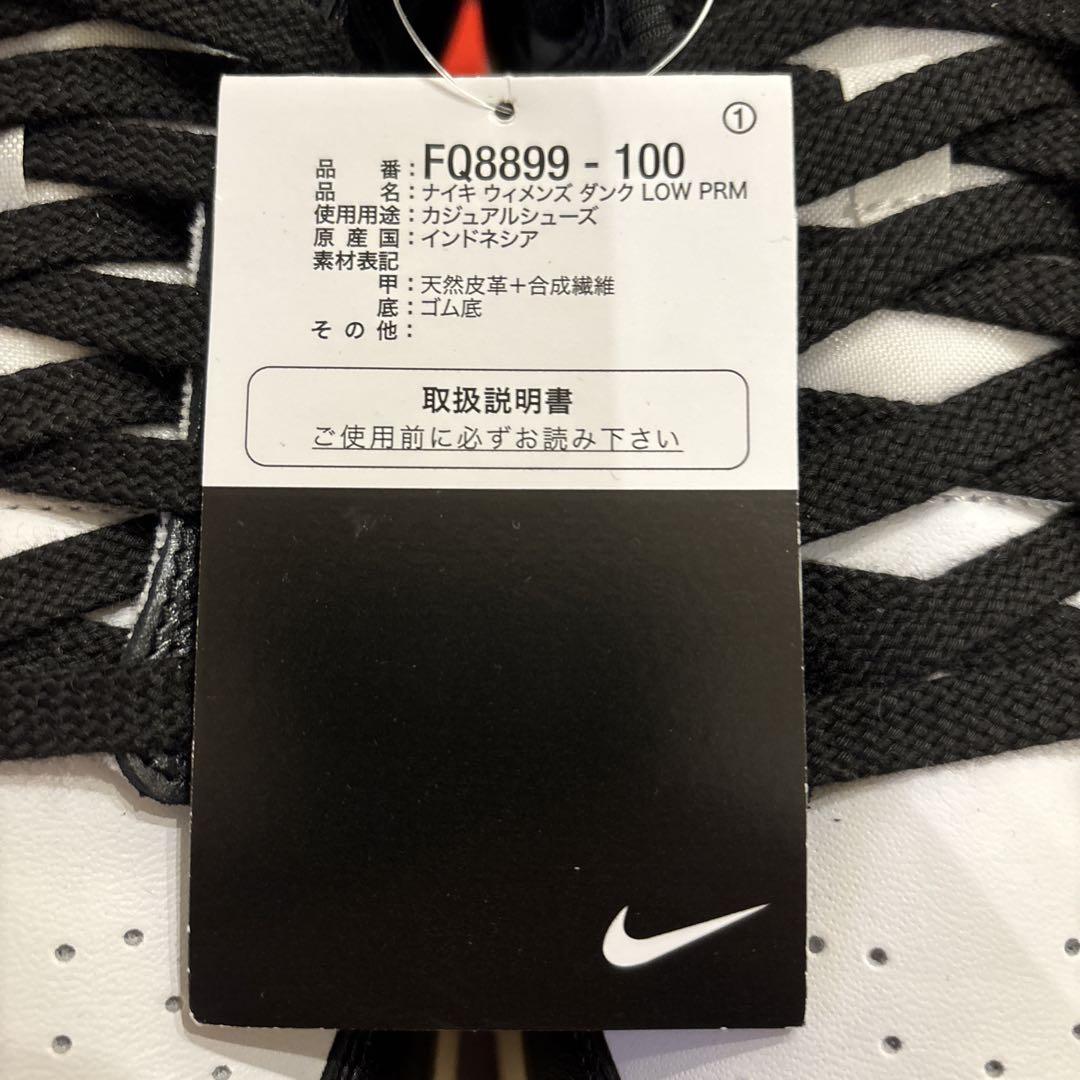 ①
品番：FQ8899 - 100
品名：ナイキ ウィメンズ ダンク LOW PRM
使用用途：カジュアルシューズ
原産国：インドネシア
素材表記
甲：天然皮革＋合成繊維
底：ゴム底
その他：
取扱説明書
ご使用前に必ずお読み下さい